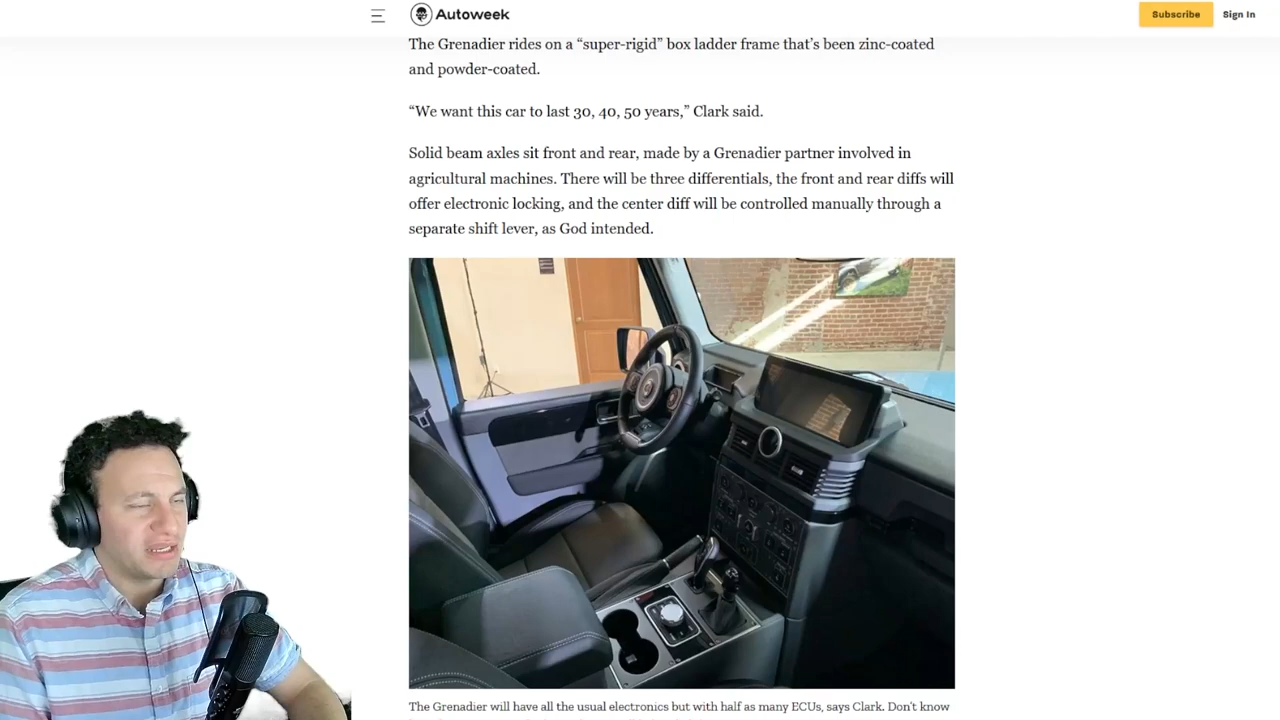 Autoweek
Subscribe
Sign In
The Grenadier rides on a “super-rigid” box ladder frame that’s been zinc-coated
and powder-coated.
“We want this car to last 30, 40, 50 years,” Clark said.
Solid beam axles sit front and rear, made by a Grenadier partner involved in
agricultural machines. There will be three differentials, the front and rear diffs will
offer electronic locking, and the center diff will be controlled manually through a
separate shift lever, as God intended.
The Grenadier will have all the usual electronics but with half as many ECUs, says Clark. Don't know